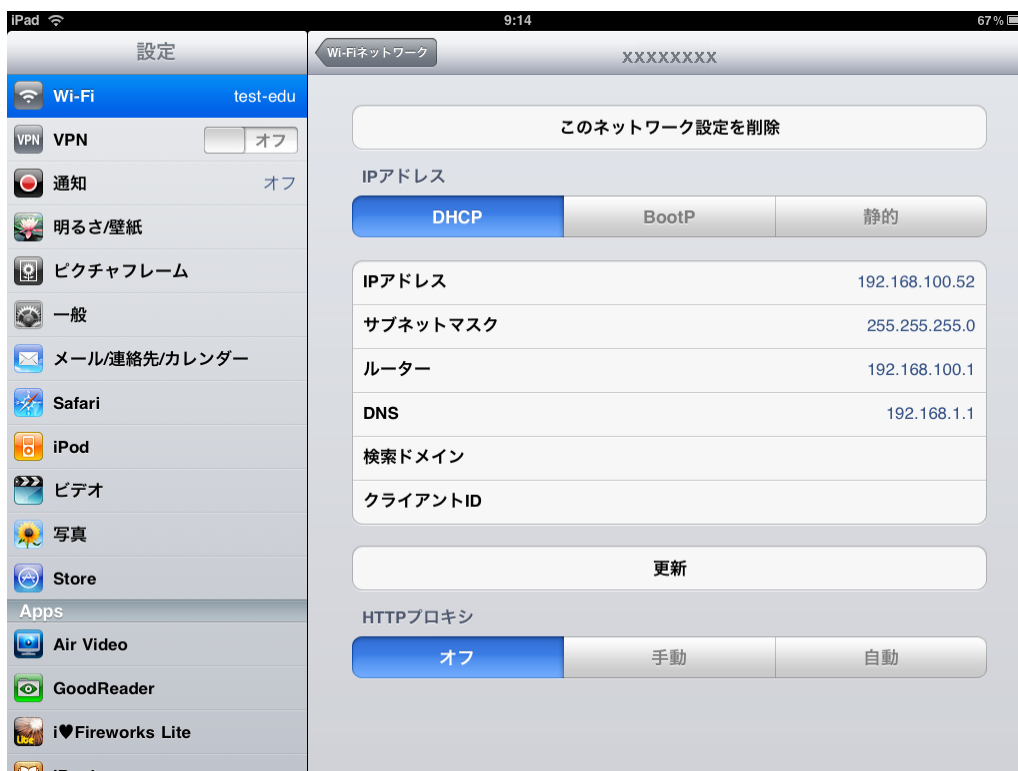 iPad 9:14 67%
設定
Wi-Fi test-edu
VPN VPN オフ
通知 オフ
明るさ/壁紙
ピクチャフレーム
一般
メール/連絡先/カレンダー
Safari
iPod
ビデオ
写真
Store
Apps
Air Video
GoodReader
i♥Fireworks Lite
Wi-Fiネットワーク xxxxxxxx
このネットワーク設定を削除
IPアドレス
DHCP BootP 静的
IPアドレス 192.168.100.52
サブネットマスク 255.255.255.0
ルーター 192.168.100.1
DNS 192.168.1.1
検索ドメイン
クライアントID
更新
HTTPプロキシ
オフ 手動 自動